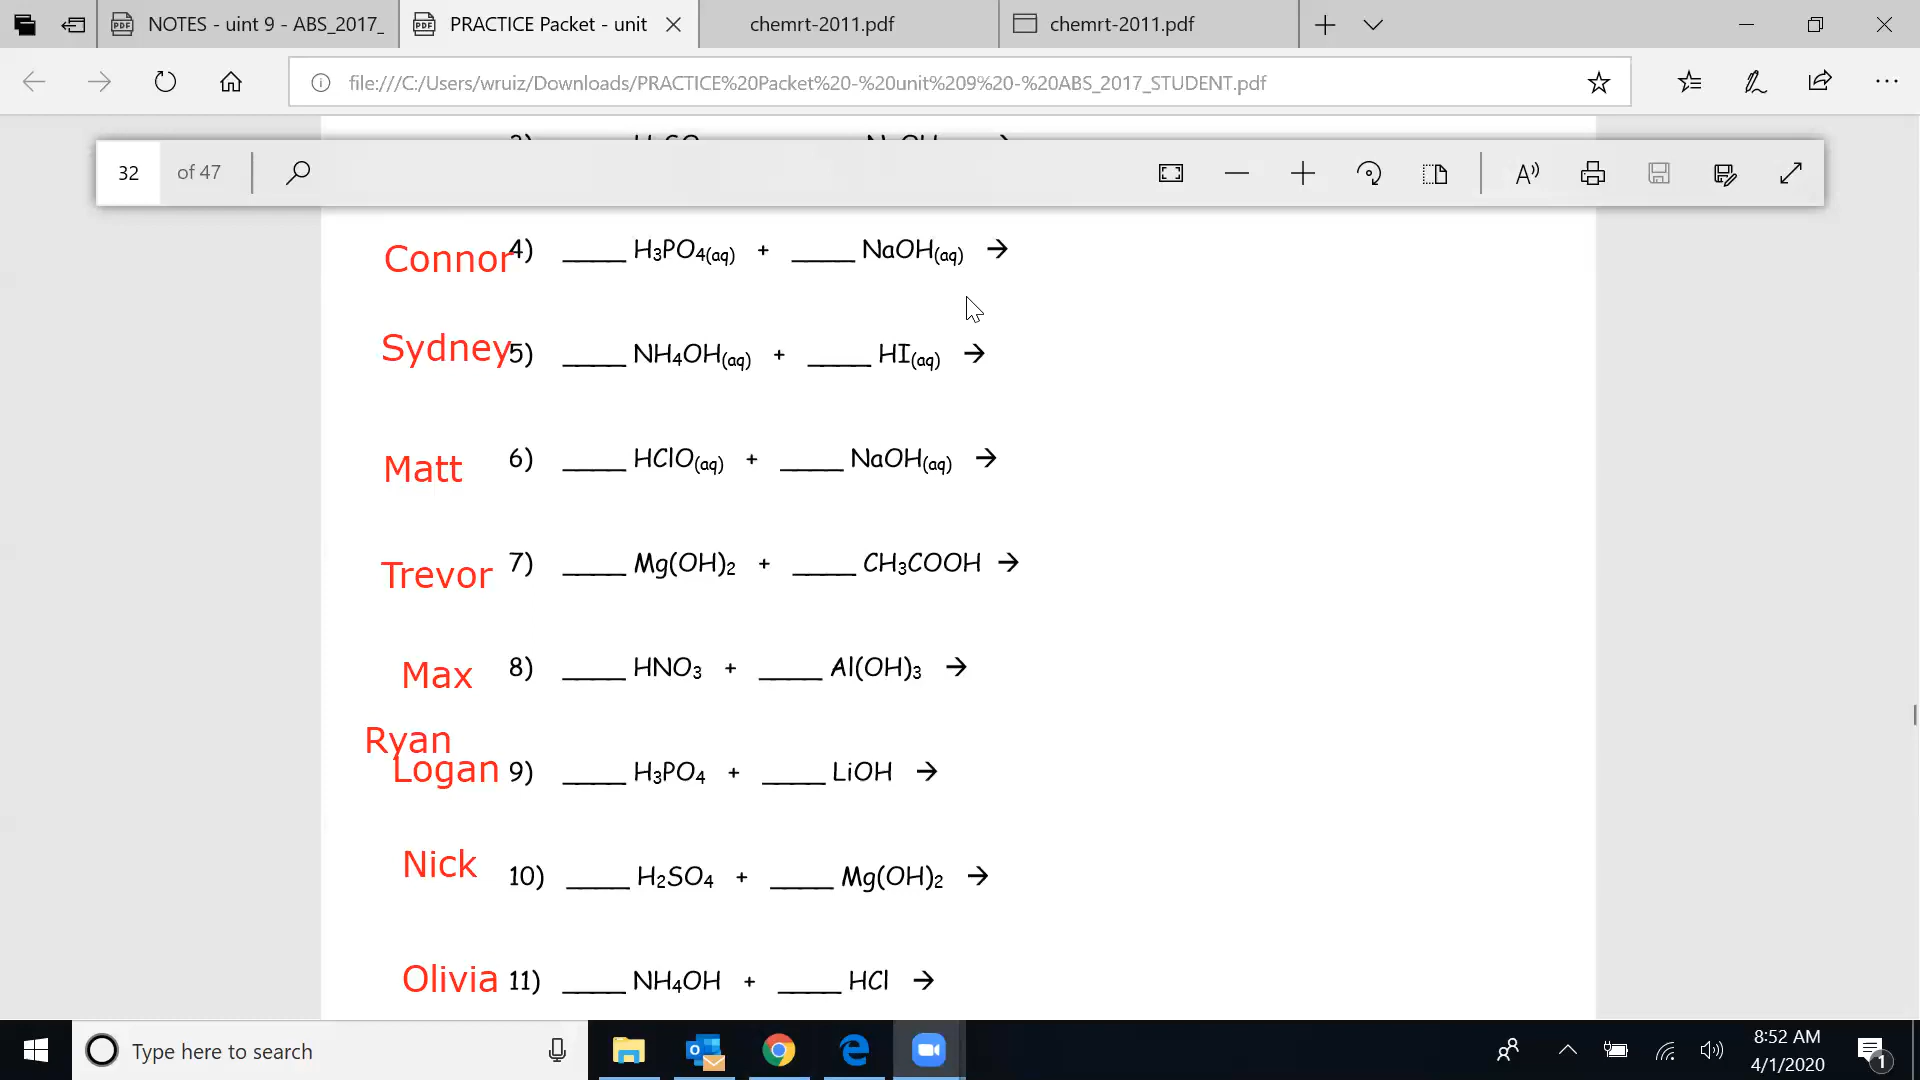 NOTES - uint 9 - ABS_2017_
PRACTICE Packet - unit
chemrt-2011.pdf
chemrt-2011.pdf
file:///C:/Users/wruiz/Downloads/PRACTICE%20Packet%20-%20unit%209%20-%20ABS_2017_STUDENT.pdf
32 of 47
Connor 4) ____ H₃PO₄(aq) + ____ NaOH(aq) →
Sydney 5) ____ NH₄OH(aq) + ____ HI(aq) →
Matt 6) ____ HClO(aq) + ____ NaOH(aq) →
Trevor 7) ____ Mg(OH)₂ + ____ CH₃COOH →
Max 8) ____ HNO₃ + ____ Al(OH)₃ →
Ryan
Logan 9) ____ H₃PO₄ + ____ LiOH →
Nick 10) ____ H₂SO₄ + ____ Mg(OH)₂ →
Olivia 11) ____ NH₄OH + ____ HCl →
Type here to search
8:52 AM
4/1/2020
1